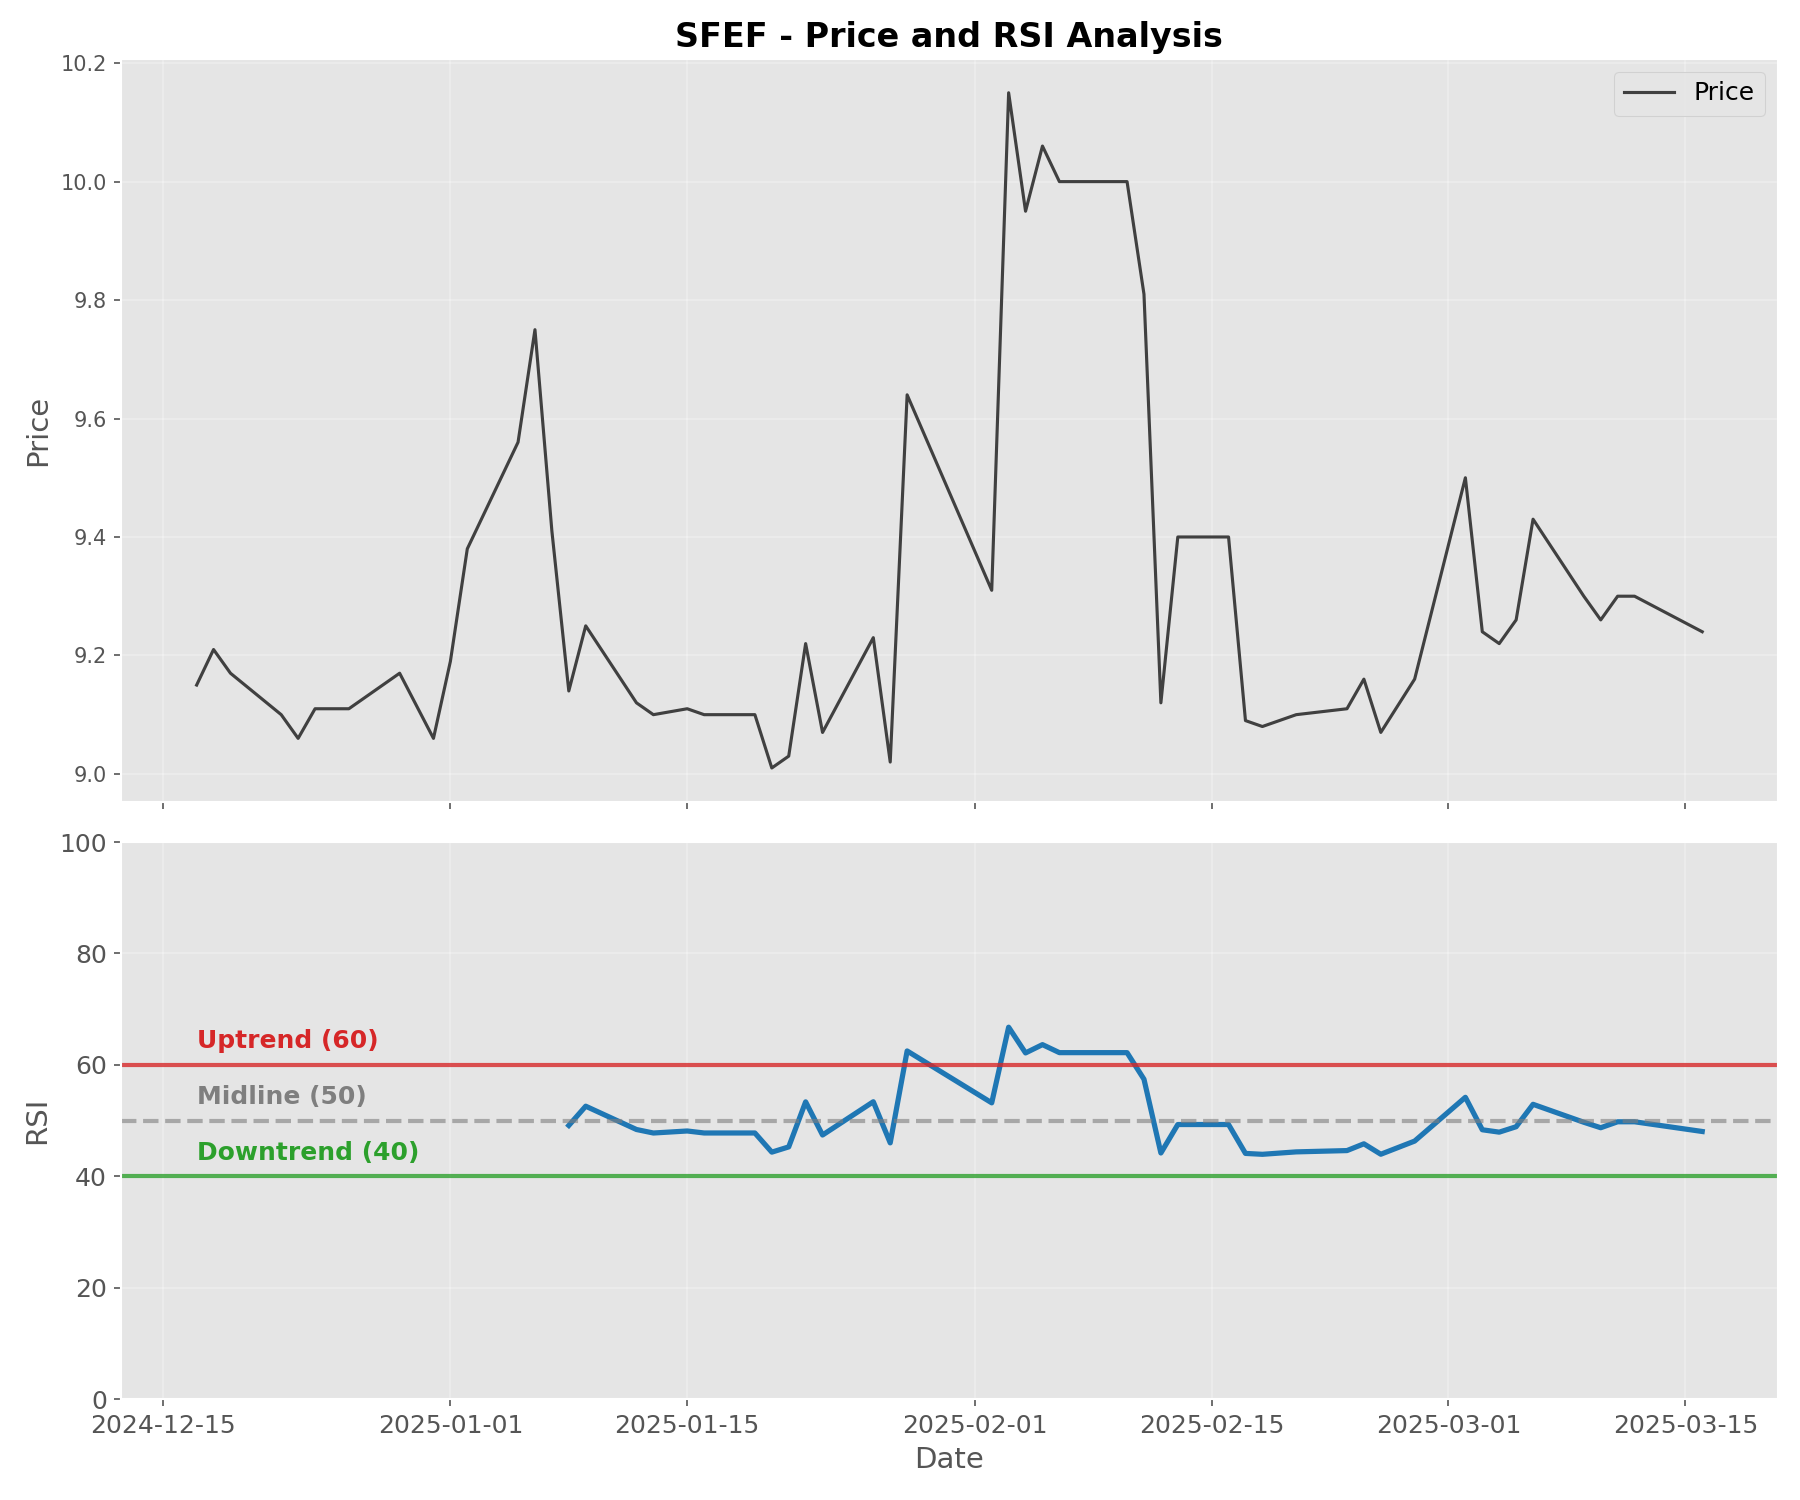 SFEF - Price and RSI Analysis
10.2
10.0
9.8
9.6
9.4
9.2
9.0
Price
Price
100
80
60
40
20
0
RSI
Uptrend (60)
Midline (50)
Downtrend (40)
2024-12-15
2025-01-01
2025-01-15
2025-02-01
2025-02-15
2025-03-01
2025-03-15
Date